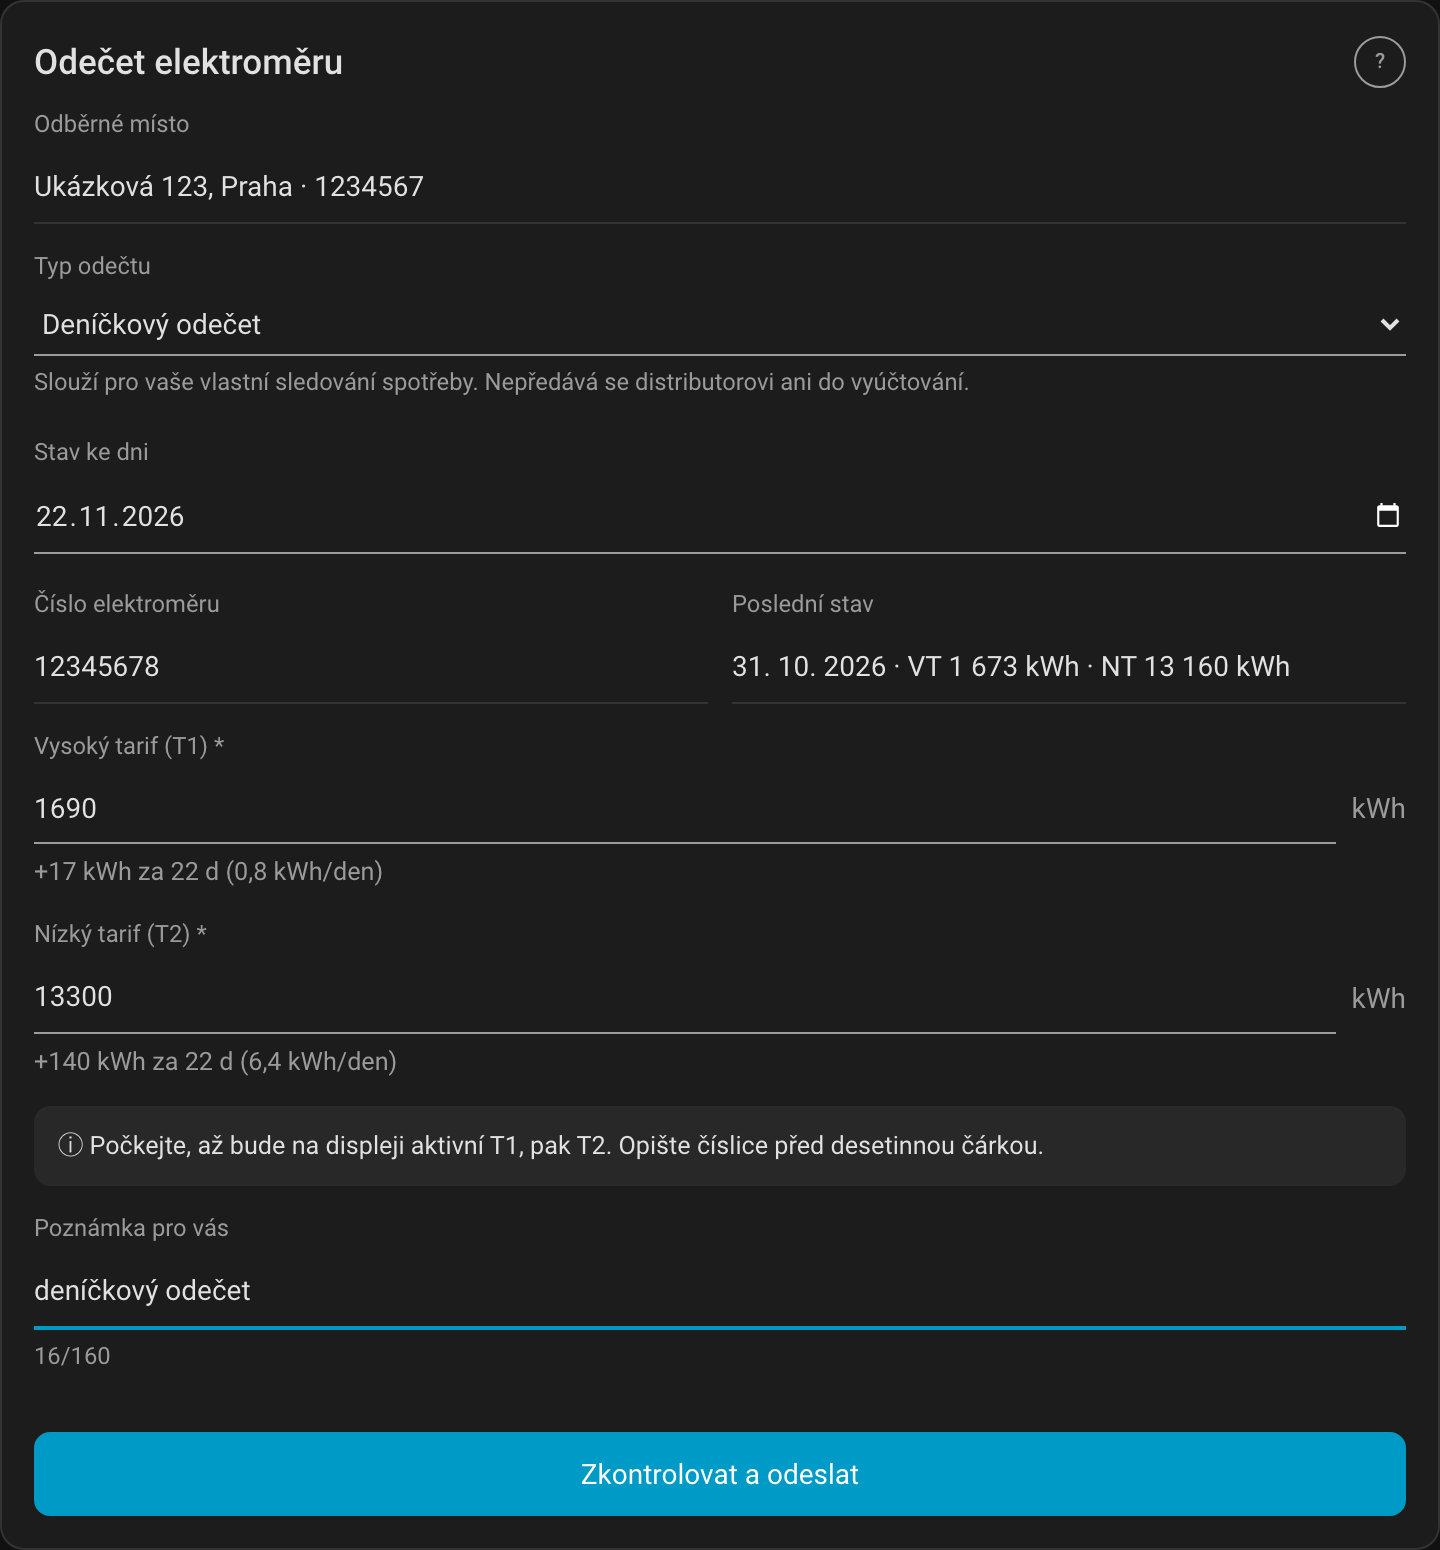 Odečet elektroměru
?
Odběrné místo
Ukázková 123, Praha · 1234567
Typ odečtu
Deníčkový odečet
Slouží pro vaše vlastní sledování spotřeby. Nepředává se distributorovi ani do vyúčtování.
Stav ke dni
22.11.2026
Číslo elektroměru
12345678
Poslední stav
31. 10. 2026 · VT 1 673 kWh · NT 13 160 kWh
Vysoký tarif (T1) *
1690 kWh
+17 kWh za 22 d (0,8 kWh/den)
Nízký tarif (T2) *
13300 kWh
+140 kWh za 22 d (6,4 kWh/den)
ⓘ Počkejte, až bude na displeji aktivní T1, pak T2. Opište číslice před desetinnou čárkou.
Poznámka pro vás
deníčkový odečet
16/160
Zkontrolovat a odeslat